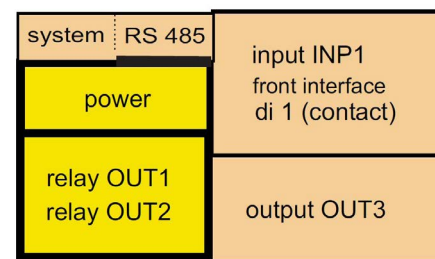 system RS 485
power
relay OUT1
relay OUT2
input INP1
front interface
di 1 (contact)
output OUT3